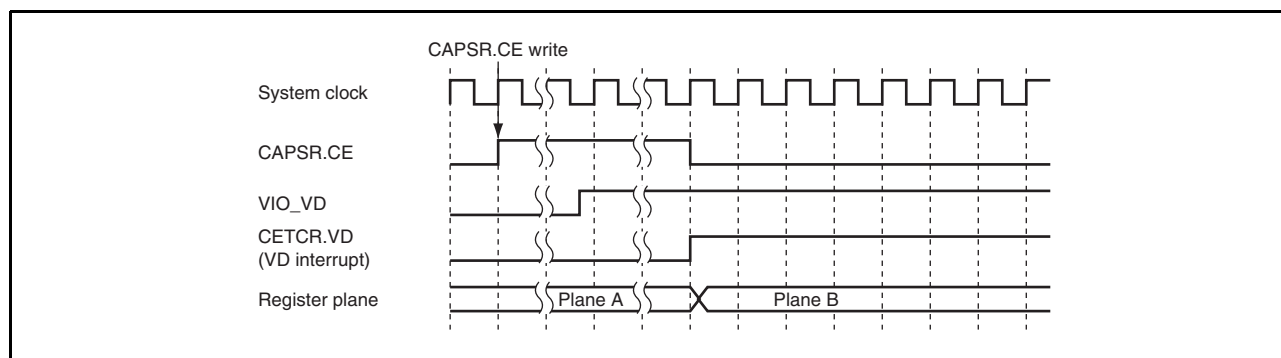 CAPSR.CE write
System clock
CAPSR.CE
VIO_VD
CETCR.VD
(VD interrupt)
Register plane
Plane A
Plane B